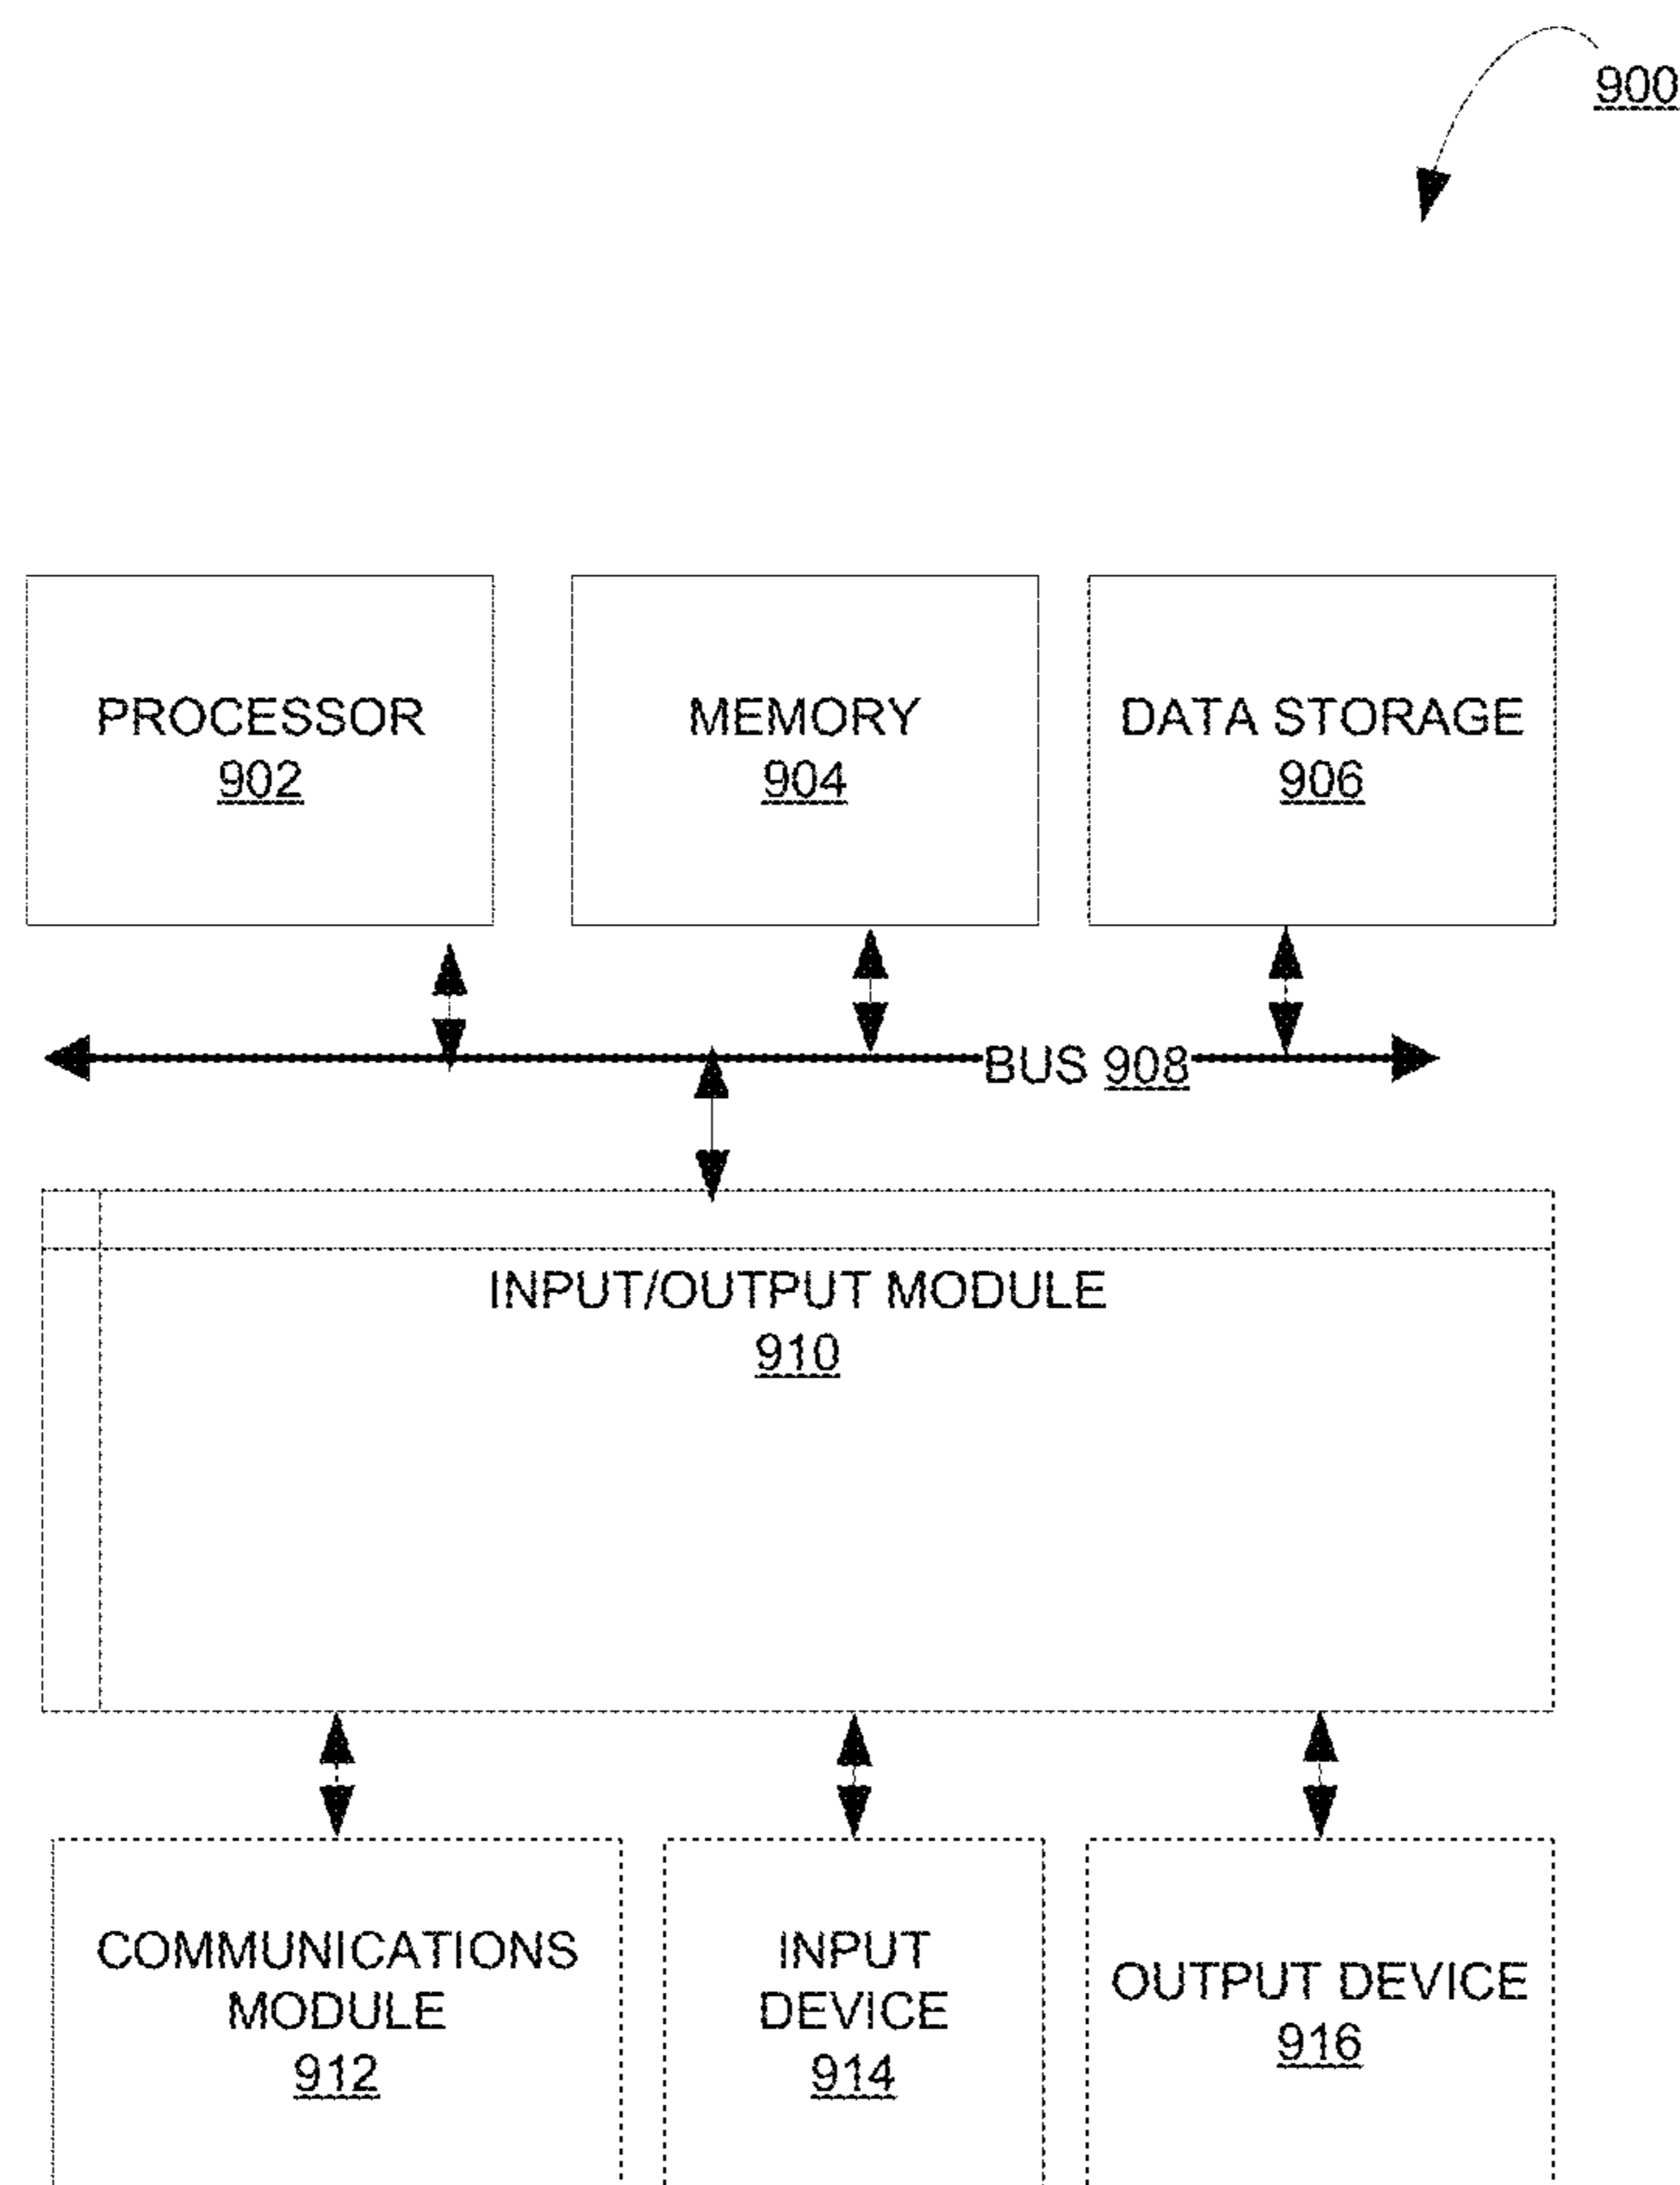 900
PROCESSOR
902
MEMORY
904
DATA STORAGE
906
BUS 908
INPUT/OUTPUT MODULE
910
COMMUNICATIONS
MODULE
912
INPUT
DEVICE
914
OUTPUT DEVICE
916